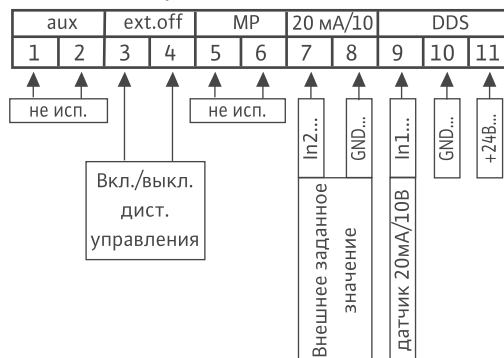 aux ext.off MP 20 мА/10 DDS
1 2 3 4 5 6 7 8 9 10 11
не исп.
не исп.
In2...
GND...
In1...
GND...
+24В...
Вкл./выкл.
дист.
управления
Внешнее заданное
значение
датчик 20мА/10В